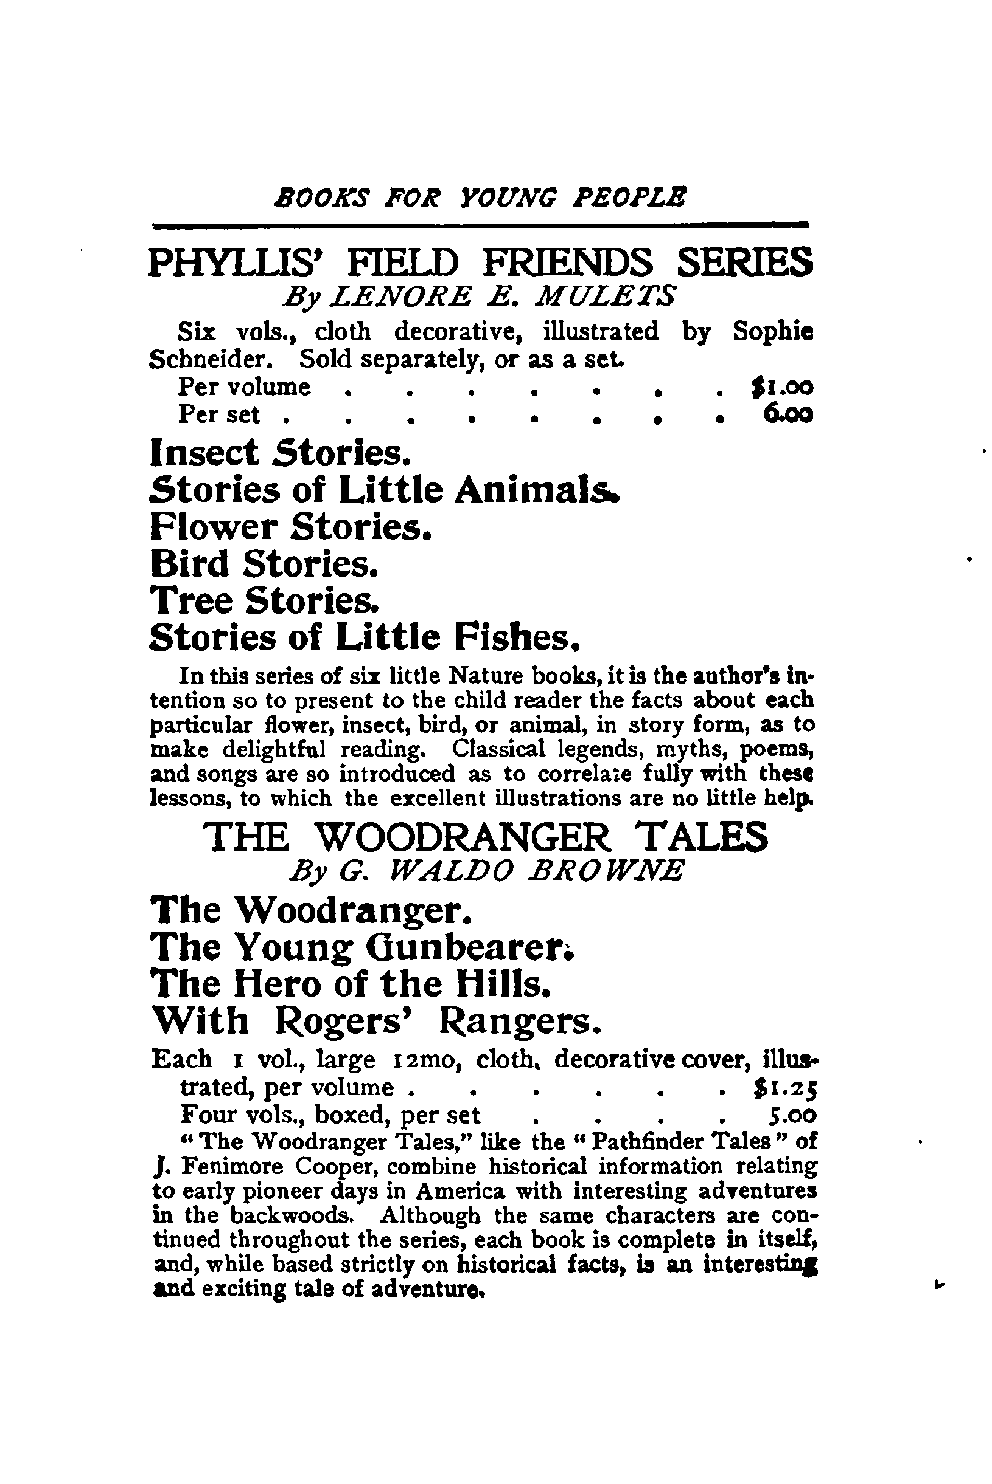 BOOKS FOR YOUNG PEOPLE
PHYLLIS' FIELD FRIENDS SERIES
By LENORE E. MULETS
Six vols., cloth decorative, illustrated by Sophie
Schneider. Sold separately, or as a set.
Per volume . . . . . . . $1.00
Per set . . . . . . . . 6.00
Insect Stories.
Stories of Little Animals.
Flower Stories.
Bird Stories.
Tree Stories.
Stories of Little Fishes.
In this series of six little Nature books, it is the author's in-
tention so to present to the child reader the facts about each
particular flower, insect, bird, or animal, in story form, as to
make delightful reading. Classical legends, myths, poems,
and songs are so introduced as to correlate fully with these
lessons, to which the excellent illustrations are no little help.
THE WOODRANGER TALES
By G. WALDO BROWNE
The Woodranger.
The Young Gunbearer.
The Hero of the Hills.
With Rogers' Rangers.
Each 1 vol., large 12mo, cloth, decorative cover, illus-
trated, per volume . . . . . . $1.25
Four vols., boxed, per set . . . . 5.00
"The Woodranger Tales," like the "Pathfinder Tales" of
J. Fenimore Cooper, combine historical information relating
to early pioneer days in America with interesting adventures
in the backwoods. Although the same characters are con-
tinued throughout the series, each book is complete in itself,
and, while based strictly on historical facts, is an interesting
and exciting tale of adventure.